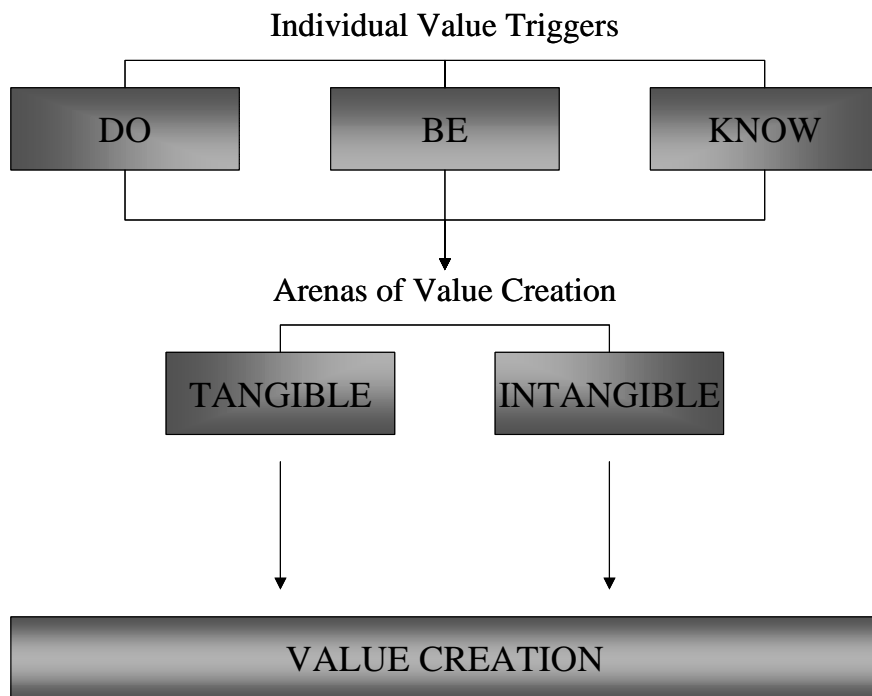 Individual Value Triggers
DO
BE
KNOW
Arenas of Value Creation
TANGIBLE
INTANGIBLE
VALUE CREATION